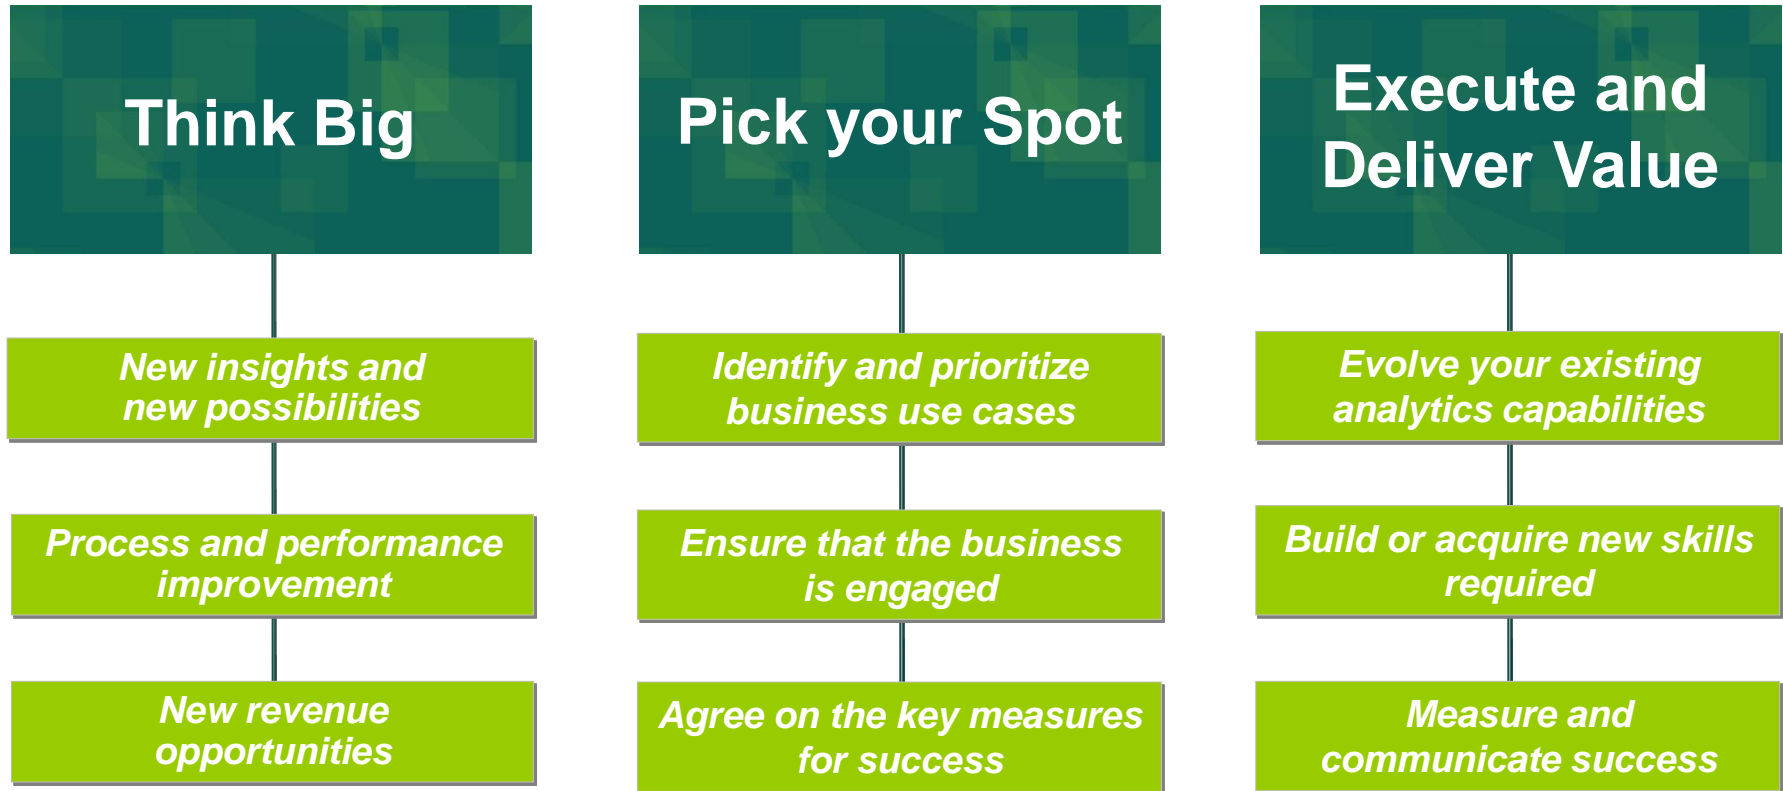 Think Big
New insights and
new possibilities
Process and performance
improvement
New revenue
opportunities
Pick your Spot
Identify and prioritize
business use cases
Ensure that the business
is engaged
Agree on the key measures
for success
Execute and
Deliver Value
Evolve your existing
analytics capabilities
Build or acquire new skills
required
Measure and
communicate success